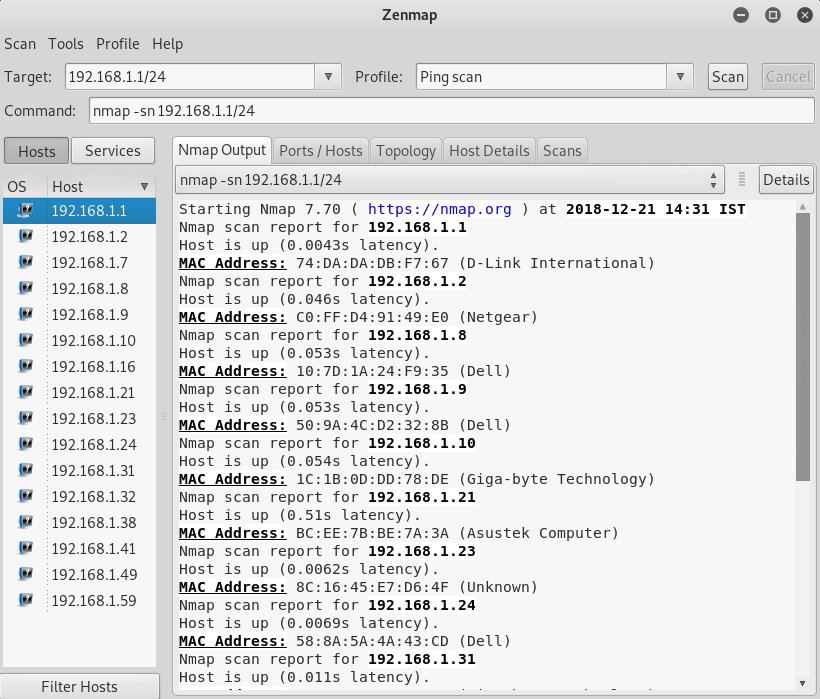 Zenmap
Scan Tools Profile Help
Target: 192.168.1.1/24 Profile: Ping scan Scan Cancel
Command: nmap -sn 192.168.1.1/24
Hosts Services
OS Host
192.168.1.1
192.168.1.2
192.168.1.7
192.168.1.8
192.168.1.9
192.168.1.10
192.168.1.16
192.168.1.21
192.168.1.23
192.168.1.24
192.168.1.31
192.168.1.32
192.168.1.38
192.168.1.41
192.168.1.49
192.168.1.59
Filter Hosts
Nmap Output Ports / Hosts Topology Host Details Scans
nmap -sn 192.168.1.1/24 Details
Starting Nmap 7.70 ( https://nmap.org ) at 2018-12-21 14:31 IST
Nmap scan report for 192.168.1.1
Host is up (0.0043s latency).
MAC Address: 74:DA:DA:DB:F7:67 (D-Link International)
Nmap scan report for 192.168.1.2
Host is up (0.046s latency).
MAC Address: C0:FF:D4:91:49:E0 (Netgear)
Nmap scan report for 192.168.1.8
Host is up (0.053s latency).
MAC Address: 10:7D:1A:24:F9:35 (Dell)
Nmap scan report for 192.168.1.9
Host is up (0.053s latency).
MAC Address: 50:9A:4C:D2:32:8B (Dell)
Nmap scan report for 192.168.1.10
Host is up (0.054s latency).
MAC Address: 1C:1B:0D:DD:78:DE (Giga-byte Technology)
Nmap scan report for 192.168.1.21
Host is up (0.51s latency).
MAC Address: BC:EE:7B:BE:7A:3A (Asustek Computer)
Nmap scan report for 192.168.1.23
Host is up (0.0062s latency).
MAC Address: 8C:16:45:E7:D6:4F (Unknown)
Nmap scan report for 192.168.1.24
Host is up (0.0069s latency).
MAC Address: 58:8A:5A:4A:43:CD (Dell)
Nmap scan report for 192.168.1.31
Host is up (0.011s latency).